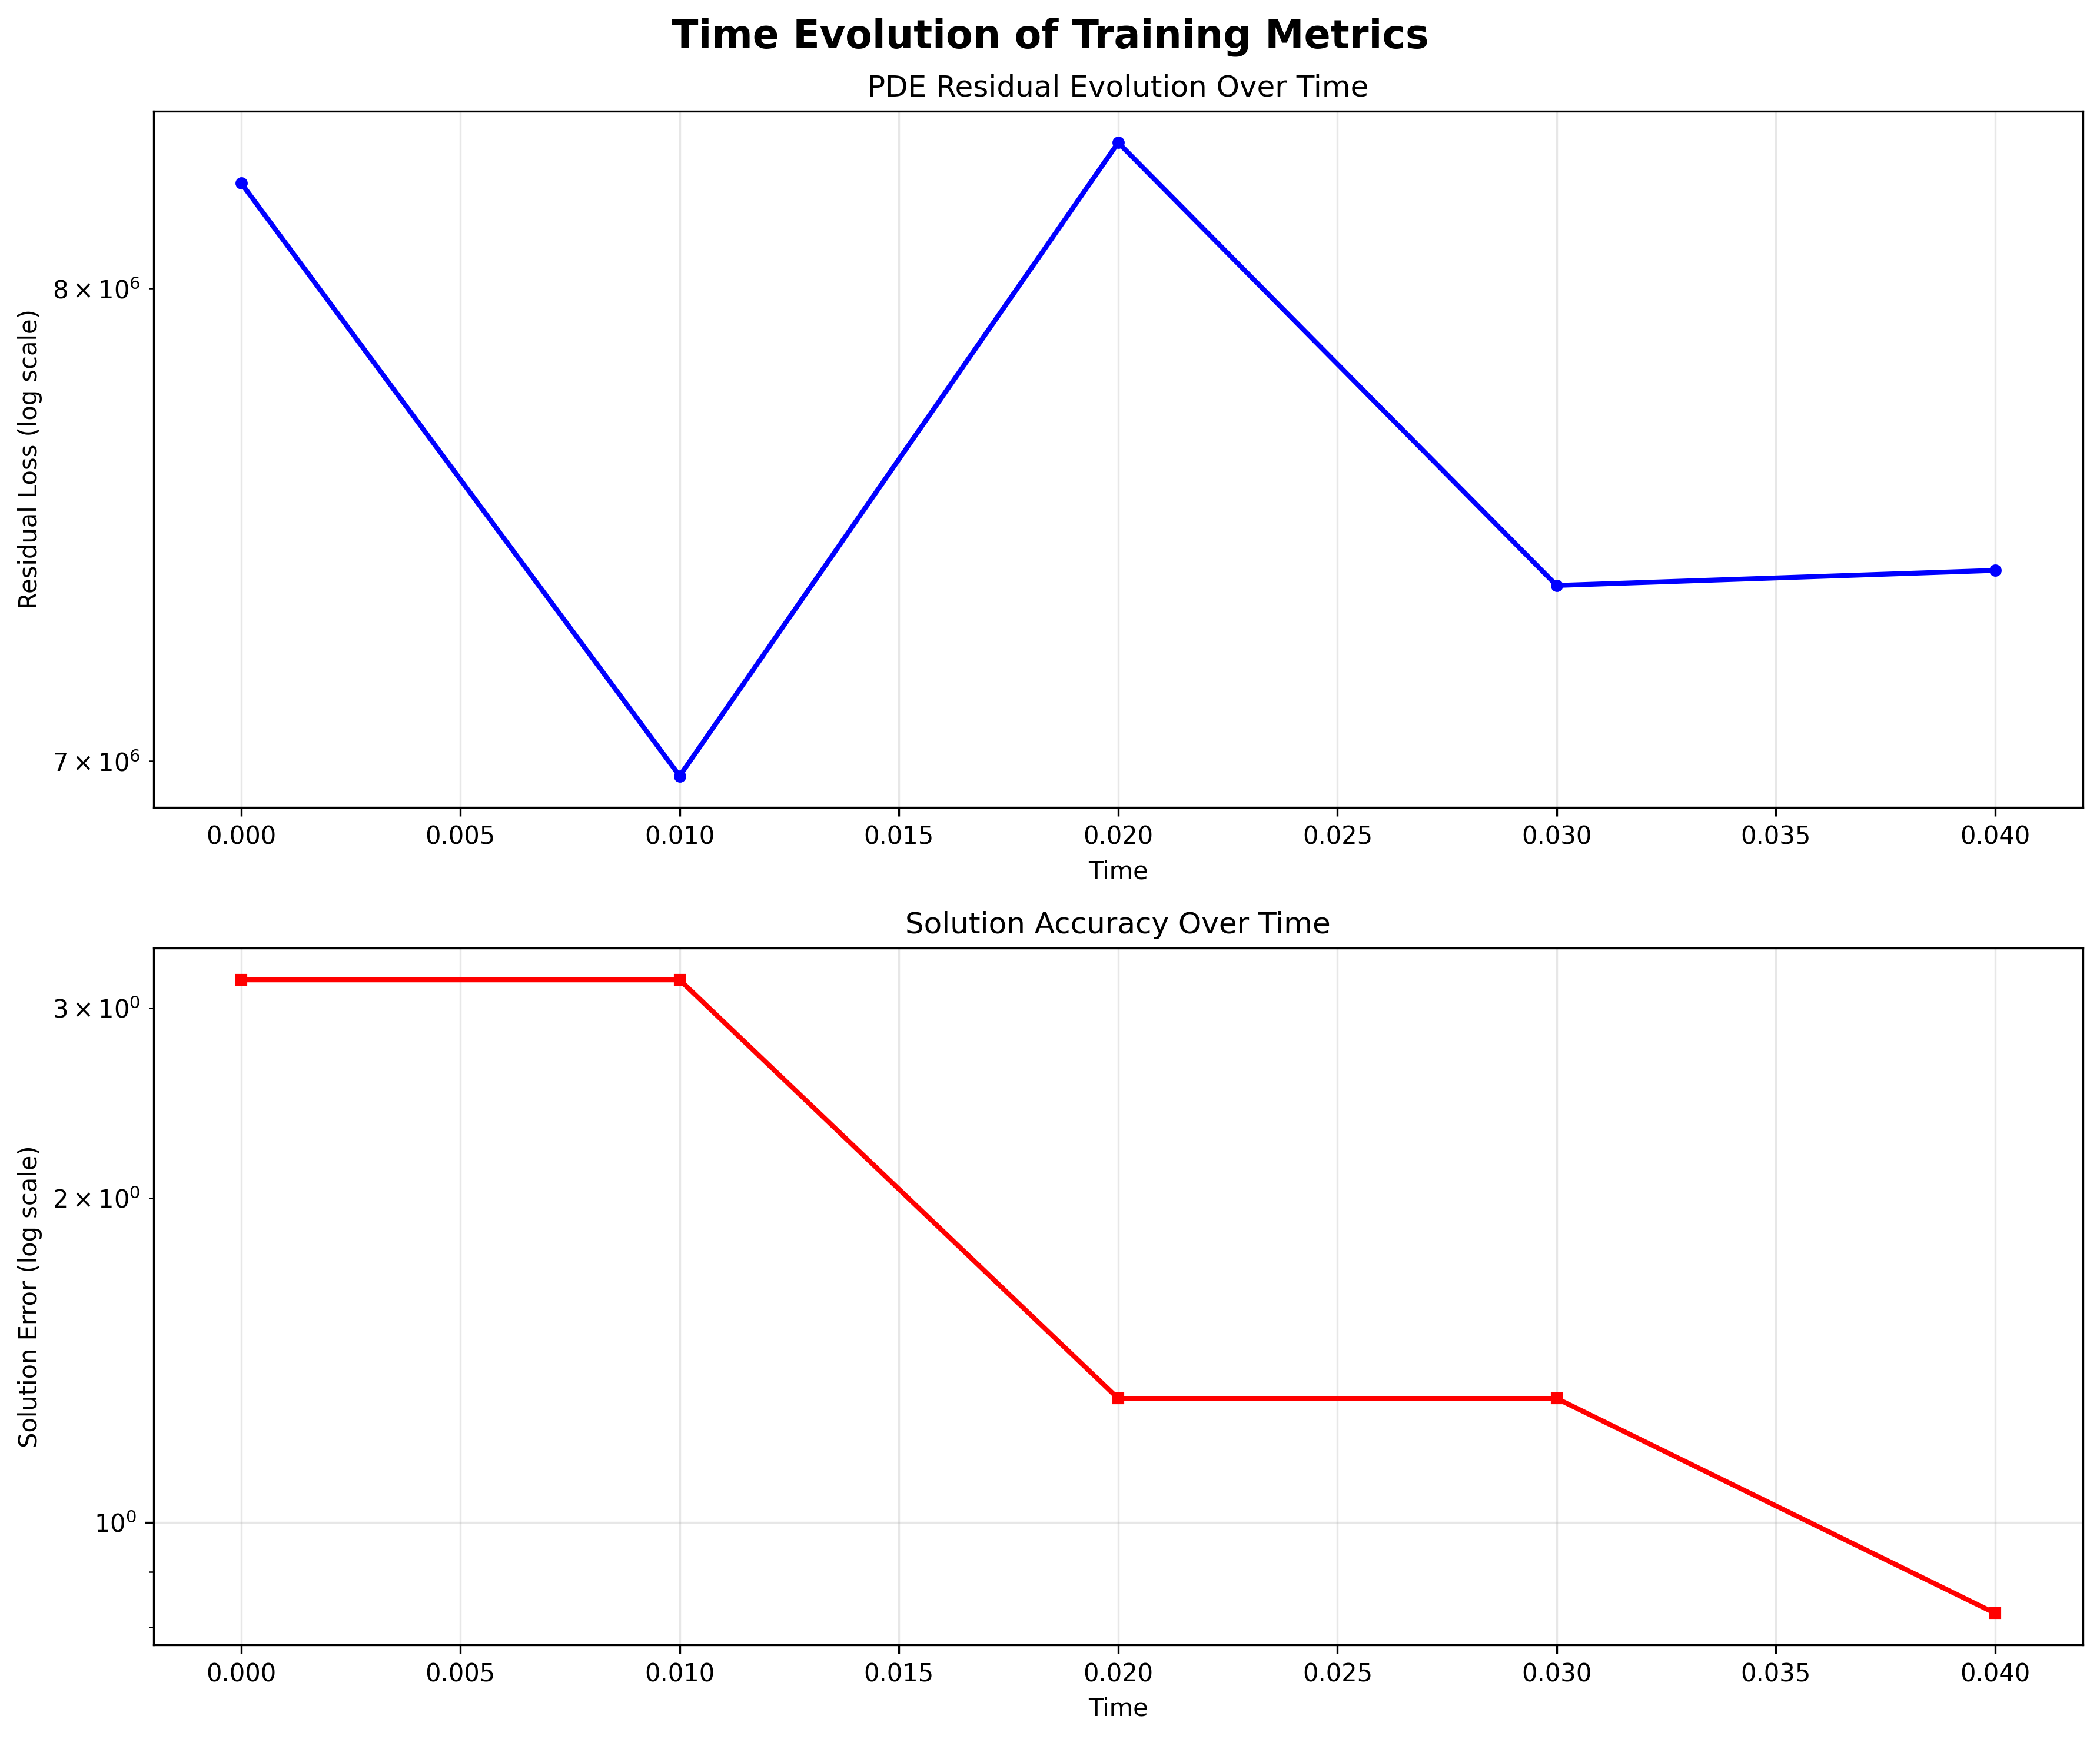 Time Evolution of Training Metrics
PDE Residual Evolution Over Time
Residual Loss (log scale)
8 × 10⁶
7 × 10⁶
0.000 0.005 0.010 0.015 0.020 0.025 0.030 0.035 0.040
Time
Solution Accuracy Over Time
Solution Error (log scale)
3 × 10⁰
2 × 10⁰
10⁰
0.000 0.005 0.010 0.015 0.020 0.025 0.030 0.035 0.040
Time